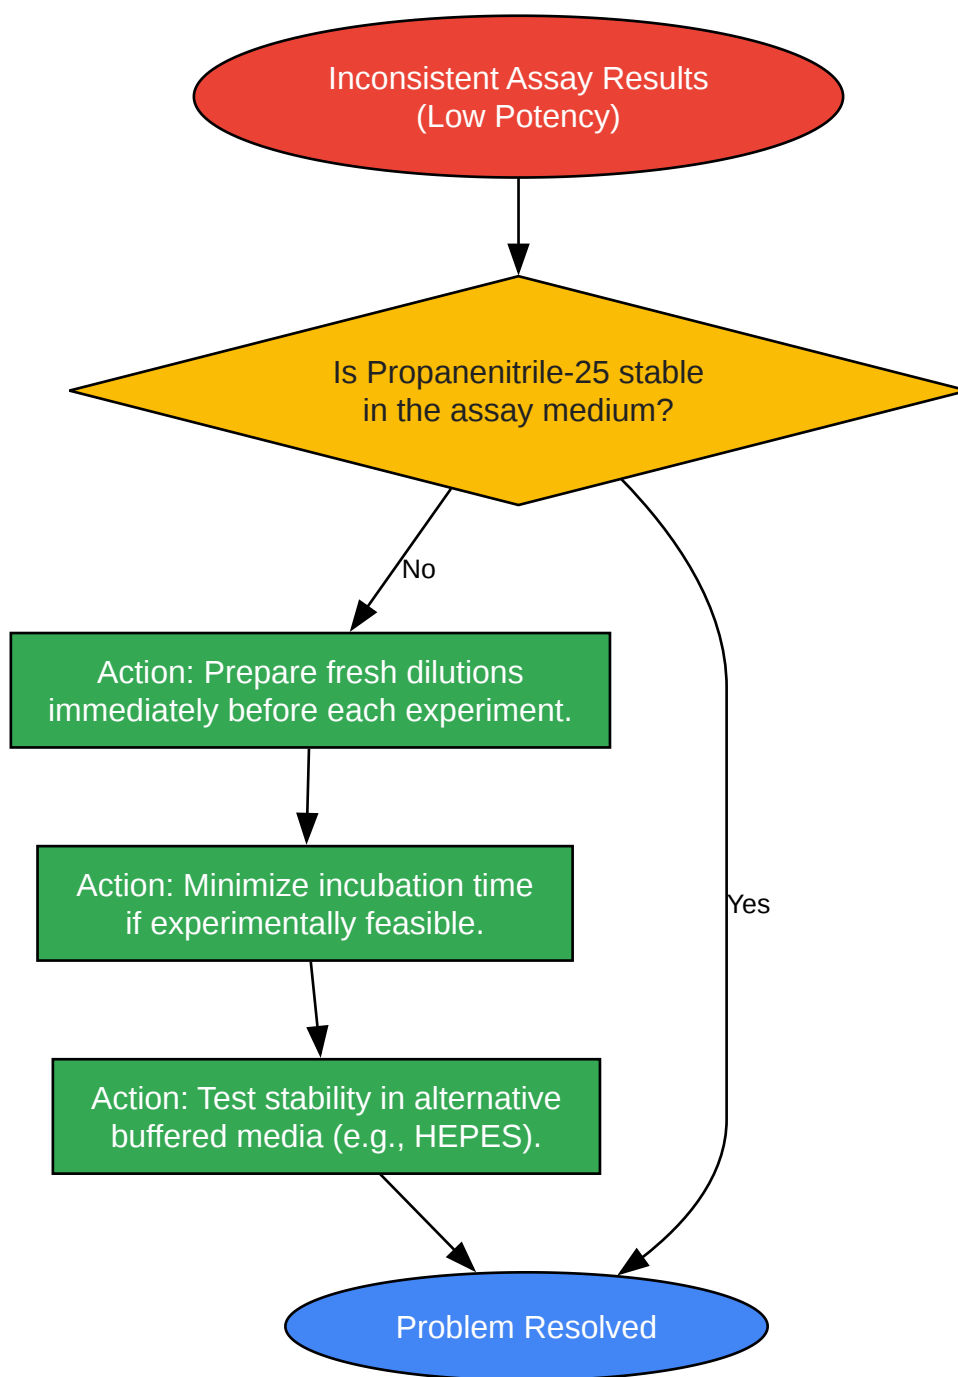 Inconsistent Assay Results
(Low Potency)
Is Propanenitrile-25 stable
in the assay medium?
No
Action: Prepare fresh dilutions
immediately before each experiment.
Action: Minimize incubation time
if experimentally feasible.
Yes
Action: Test stability in alternative
buffered media (e.g., HEPES).
Problem Resolved